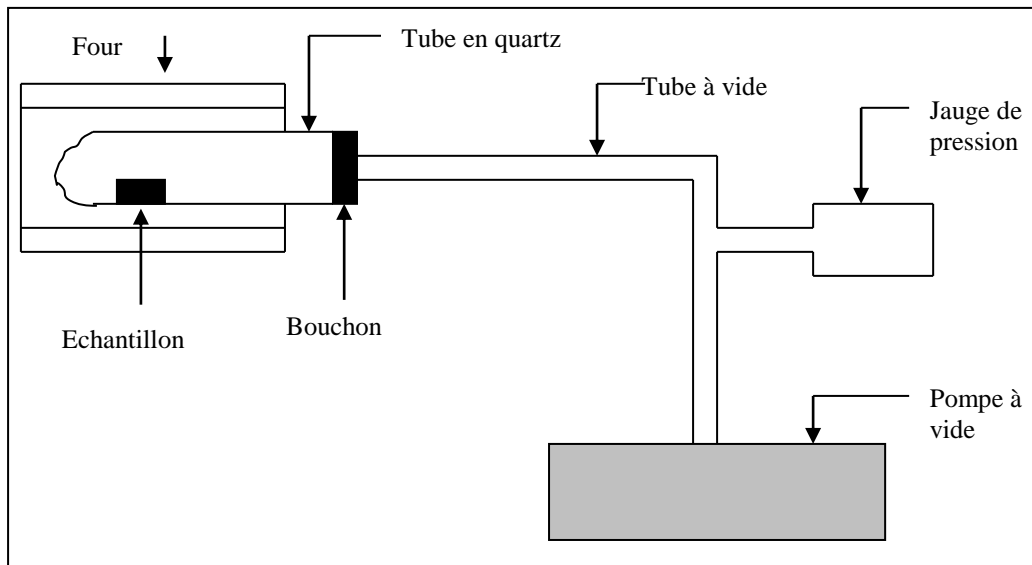 Four
Tube en quartz
Tube à vide
Jauge de
pression
Echantillon
Bouchon
Pompe à
vide